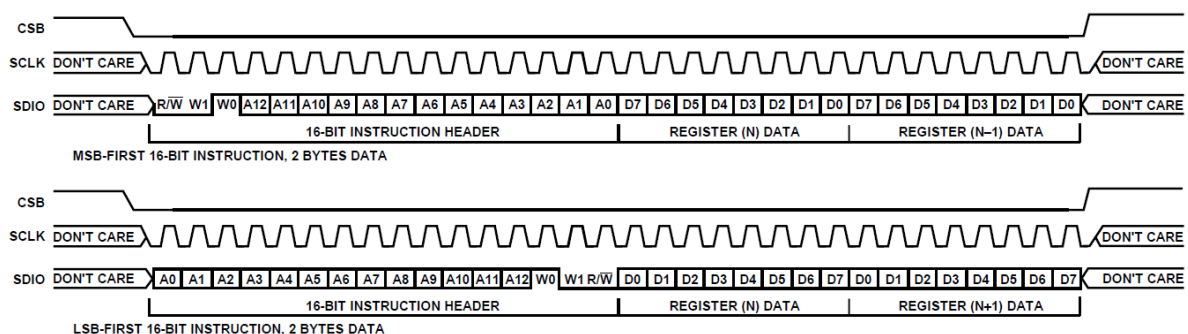 CSB
SCLK DON'T CARE DON'T CARE
SDIO DON'T CARE R/W̅ W1 W0 A12 A11 A10 A9 A8 A7 A6 A5 A4 A3 A2 A1 A0 D7 D6 D5 D4 D3 D2 D1 D0 D7 D6 D5 D4 D3 D2 D1 D0 DON'T CARE
16-BIT INSTRUCTION HEADER REGISTER (N) DATA REGISTER (N–1) DATA
MSB-FIRST 16-BIT INSTRUCTION, 2 BYTES DATA
CSB
SCLK DON'T CARE DON'T CARE
SDIO DON'T CARE A0 A1 A2 A3 A4 A5 A6 A7 A8 A9 A10 A11 A12 W0 W1 R/W̅ D0 D1 D2 D3 D4 D5 D6 D7 D0 D1 D2 D3 D4 D5 D6 D7 DON'T CARE
16-BIT INSTRUCTION HEADER REGISTER (N) DATA REGISTER (N+1) DATA
LSB-FIRST 16-BIT INSTRUCTION, 2 BYTES DATA